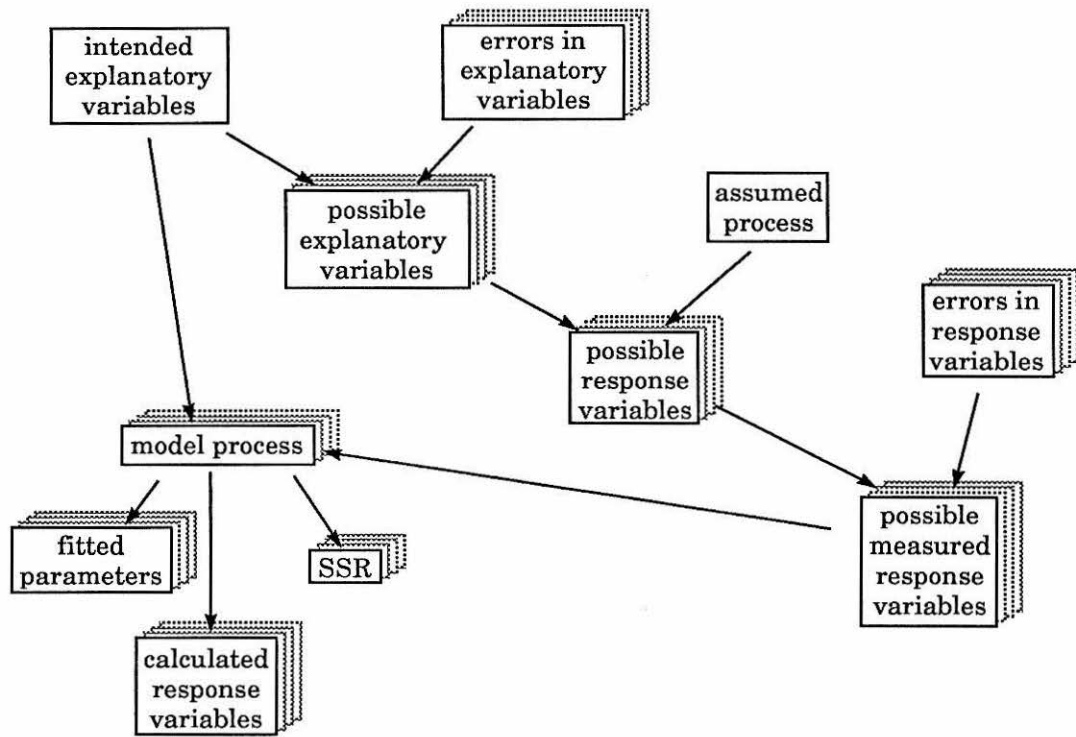 intended
explanatory
variables
errors in
explanatory
variables
possible
explanatory
variables
assumed
process
possible
response
variables
errors in
response
variables
model process
possible
measured
response
variables
fitted
parameters
SSR
calculated
response
variables